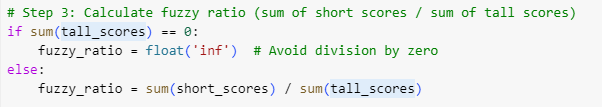 # Step 3: Calculate fuzzy ratio (sum of short scores / sum of tall scores)
if sum(tall_scores) == 0:
    fuzzy_ratio = float('inf')  # Avoid division by zero
else:
    fuzzy_ratio = sum(short_scores) / sum(tall_scores)